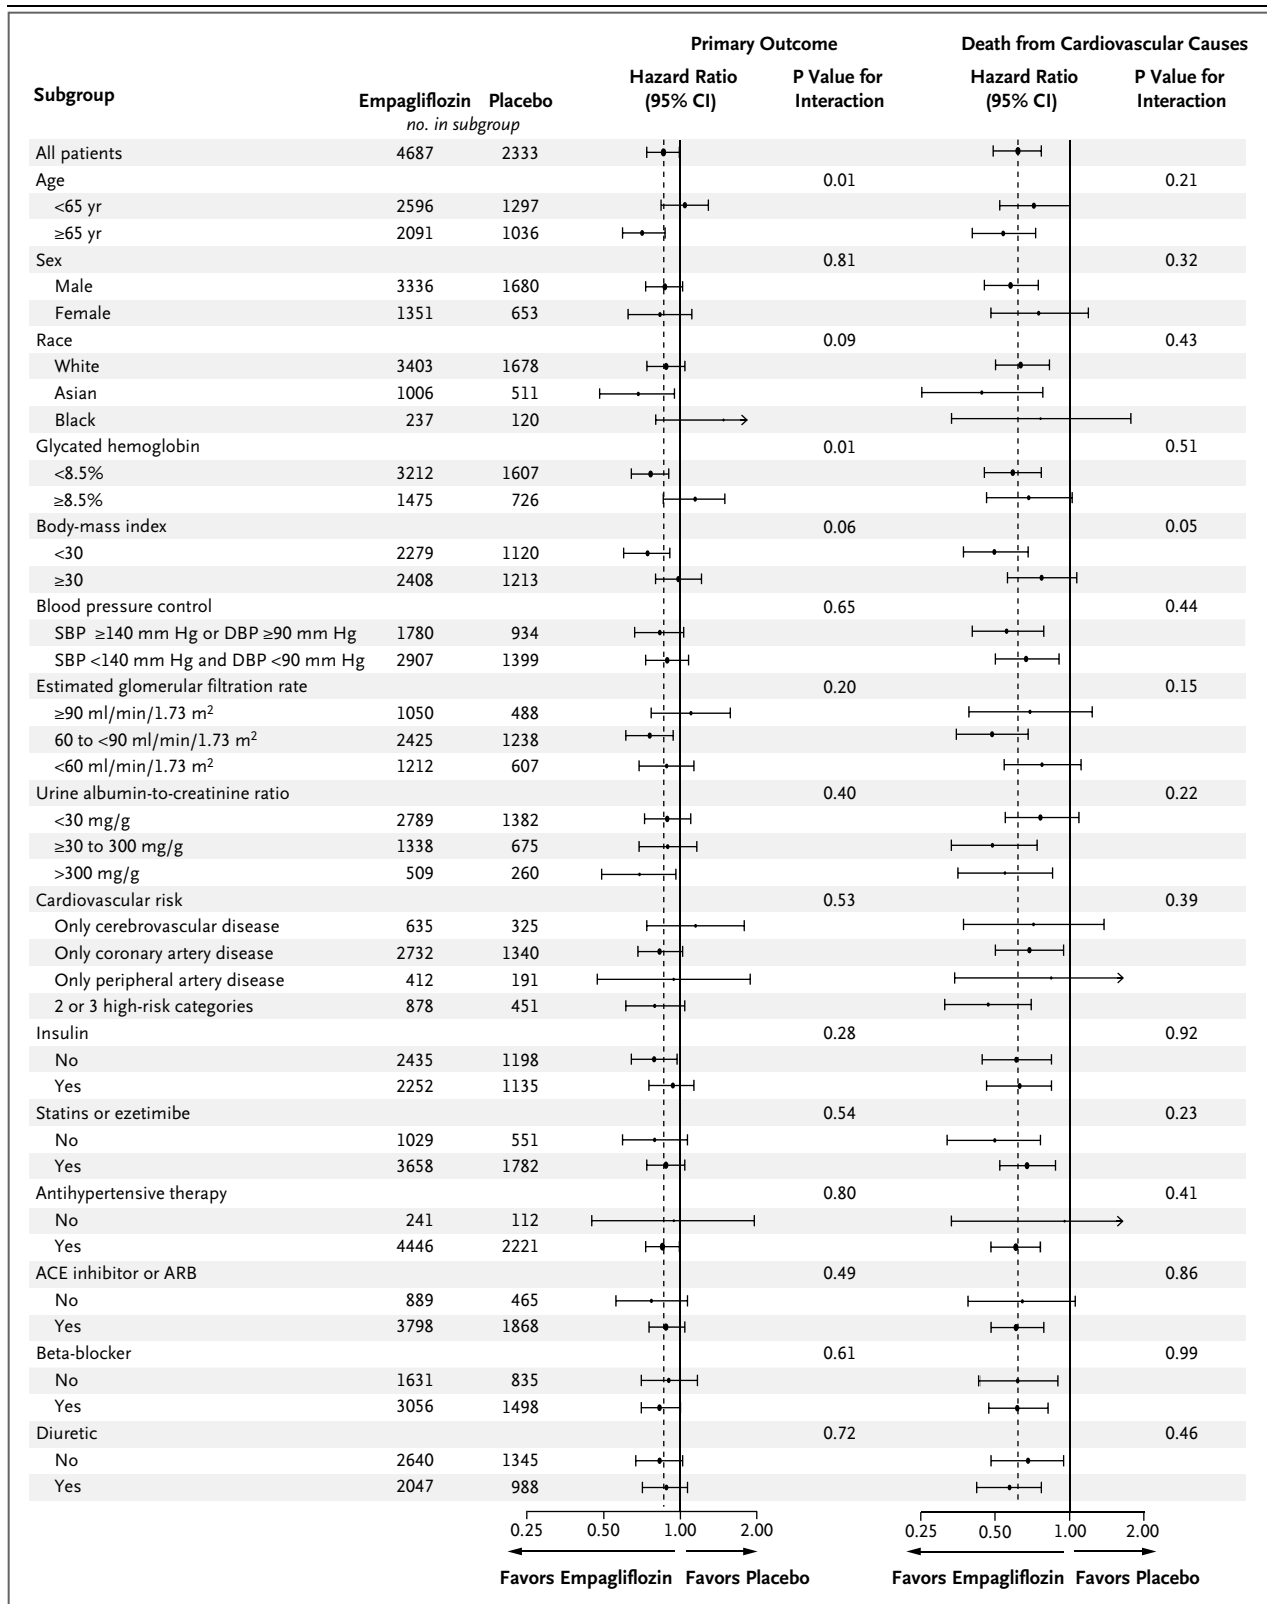 Primary Outcome Death from Cardiovascular Causes
Subgroup Empagliflozin Placebo Hazard Ratio (95% CI) P Value for Interaction Hazard Ratio (95% CI) P Value for Interaction
no. in subgroup
All patients 4687 2333
Age 0.01 0.21
<65 yr 2596 1297
≥65 yr 2091 1036
Sex 0.81 0.32
Male 3336 1680
Female 1351 653
Race 0.09 0.43
White 3403 1678
Asian 1006 511
Black 237 120
Glycated hemoglobin 0.01 0.51
<8.5% 3212 1607
≥8.5% 1475 726
Body-mass index 0.06 0.05
<30 2279 1120
≥30 2408 1213
Blood pressure control 0.65 0.44
SBP ≥140 mm Hg or DBP ≥90 mm Hg 1780 934
SBP <140 mm Hg and DBP <90 mm Hg 2907 1399
Estimated glomerular filtration rate 0.20 0.15
≥90 ml/min/1.73 m² 1050 488
60 to <90 ml/min/1.73 m² 2425 1238
<60 ml/min/1.73 m² 1212 607
Urine albumin-to-creatinine ratio 0.40 0.22
<30 mg/g 2789 1382
≥30 to 300 mg/g 1338 675
>300 mg/g 509 260
Cardiovascular risk 0.53 0.39
Only cerebrovascular disease 635 325
Only coronary artery disease 2732 1340
Only peripheral artery disease 412 191
2 or 3 high-risk categories 878 451
Insulin 0.28 0.92
No 2435 1198
Yes 2252 1135
Statins or ezetimibe 0.54 0.23
No 1029 551
Yes 3658 1782
Antihypertensive therapy 0.80 0.41
No 241 112
Yes 4446 2221
ACE inhibitor or ARB 0.49 0.86
No 889 465
Yes 3798 1868
Beta-blocker 0.61 0.99
No 1631 835
Yes 3056 1498
Diuretic 0.72 0.46
No 2640 1345
Yes 2047 988
0.25 0.50 1.00 2.00 0.25 0.50 1.00 2.00
Favors Empagliflozin Favors Placebo Favors Empagliflozin Favors Placebo